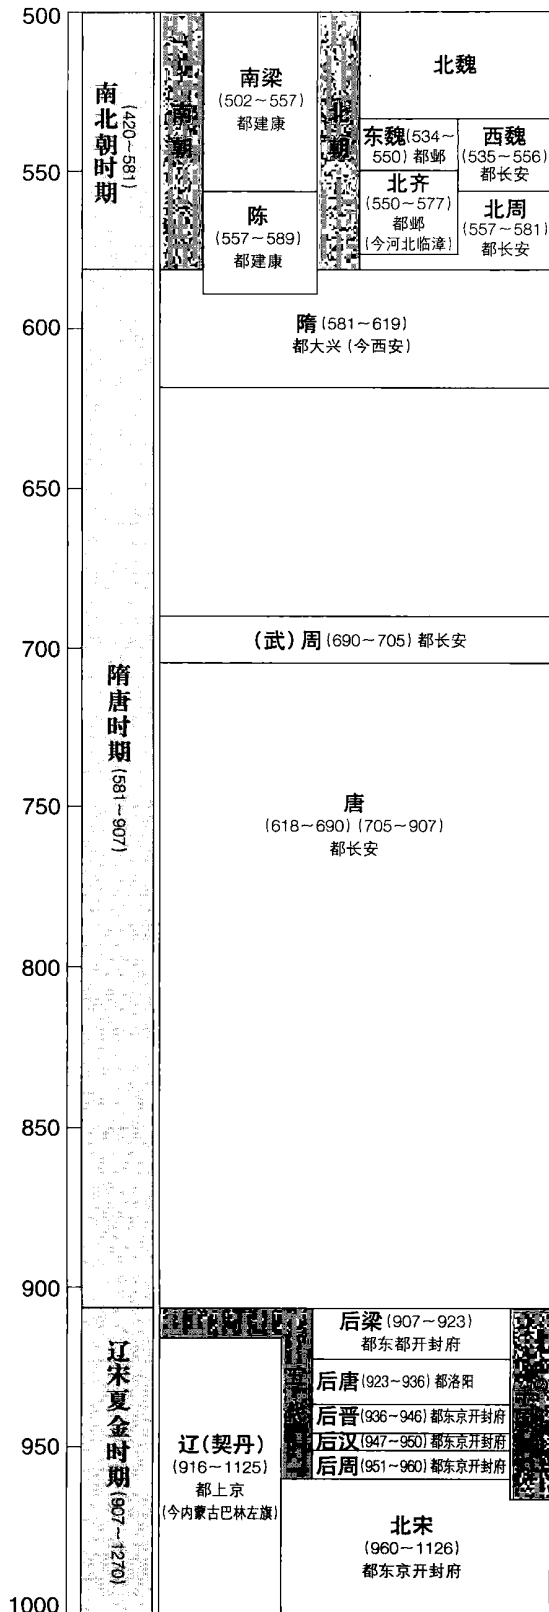 500
550
600
650
700
750
800
850
900
950
1000
南北朝时期
(420~581)
隋唐时期
(581~907)
辽宋夏金时期
(907~1270)
南朝
南梁
(502~557)
都建康
陈
(557~589)
都建康
北朝
北魏
东魏(534~
550) 都邺
西魏
(535~556)
都长安
北齐
(550~577)
都邺
(今河北临漳)
北周
(557~581)
都长安
隋(581~619)
都大兴(今西安)
(武)周(690~705) 都长安
唐
(618~690) (705~907)
都长安
后梁(907~923)
都东都开封府
后唐(923~936) 都洛阳
后晋(936~946) 都东京开封府
后汉(947~950) 都东京开封府
后周(951~960) 都东京开封府
辽(契丹)
(916~1125)
都上京
(今内蒙古巴林左旗)
北宋
(960~1126)
都东京开封府
五